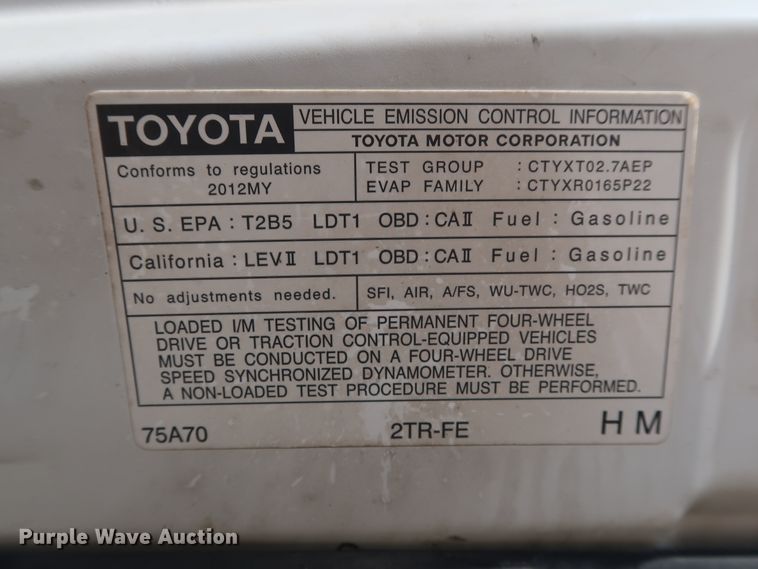 TOYOTA VEHICLE EMISSION CONTROL INFORMATION
TOYOTA MOTOR CORPORATION
Conforms to regulations
2012MY
TEST GROUP : CTYXT02.7AEP
EVAP FAMILY : CTYXR0165P22
U. S. EPA : T2B5 LDT1 OBD : CAⅡ Fuel : Gasoline
California : LEVⅡ LDT1 OBD : CAⅡ Fuel : Gasoline
No adjustments needed.
SFI, AIR, A/FS, WU-TWC, HO2S, TWC
LOADED I/M TESTING OF PERMANENT FOUR-WHEEL
DRIVE OR TRACTION CONTROL-EQUIPPED VEHICLES
MUST BE CONDUCTED ON A FOUR-WHEEL DRIVE
SPEED SYNCHRONIZED DYNAMOMETER. OTHERWISE,
A NON-LOADED TEST PROCEDURE MUST BE PERFORMED.
75A70 2TR-FE H M
Purple Wave Auction